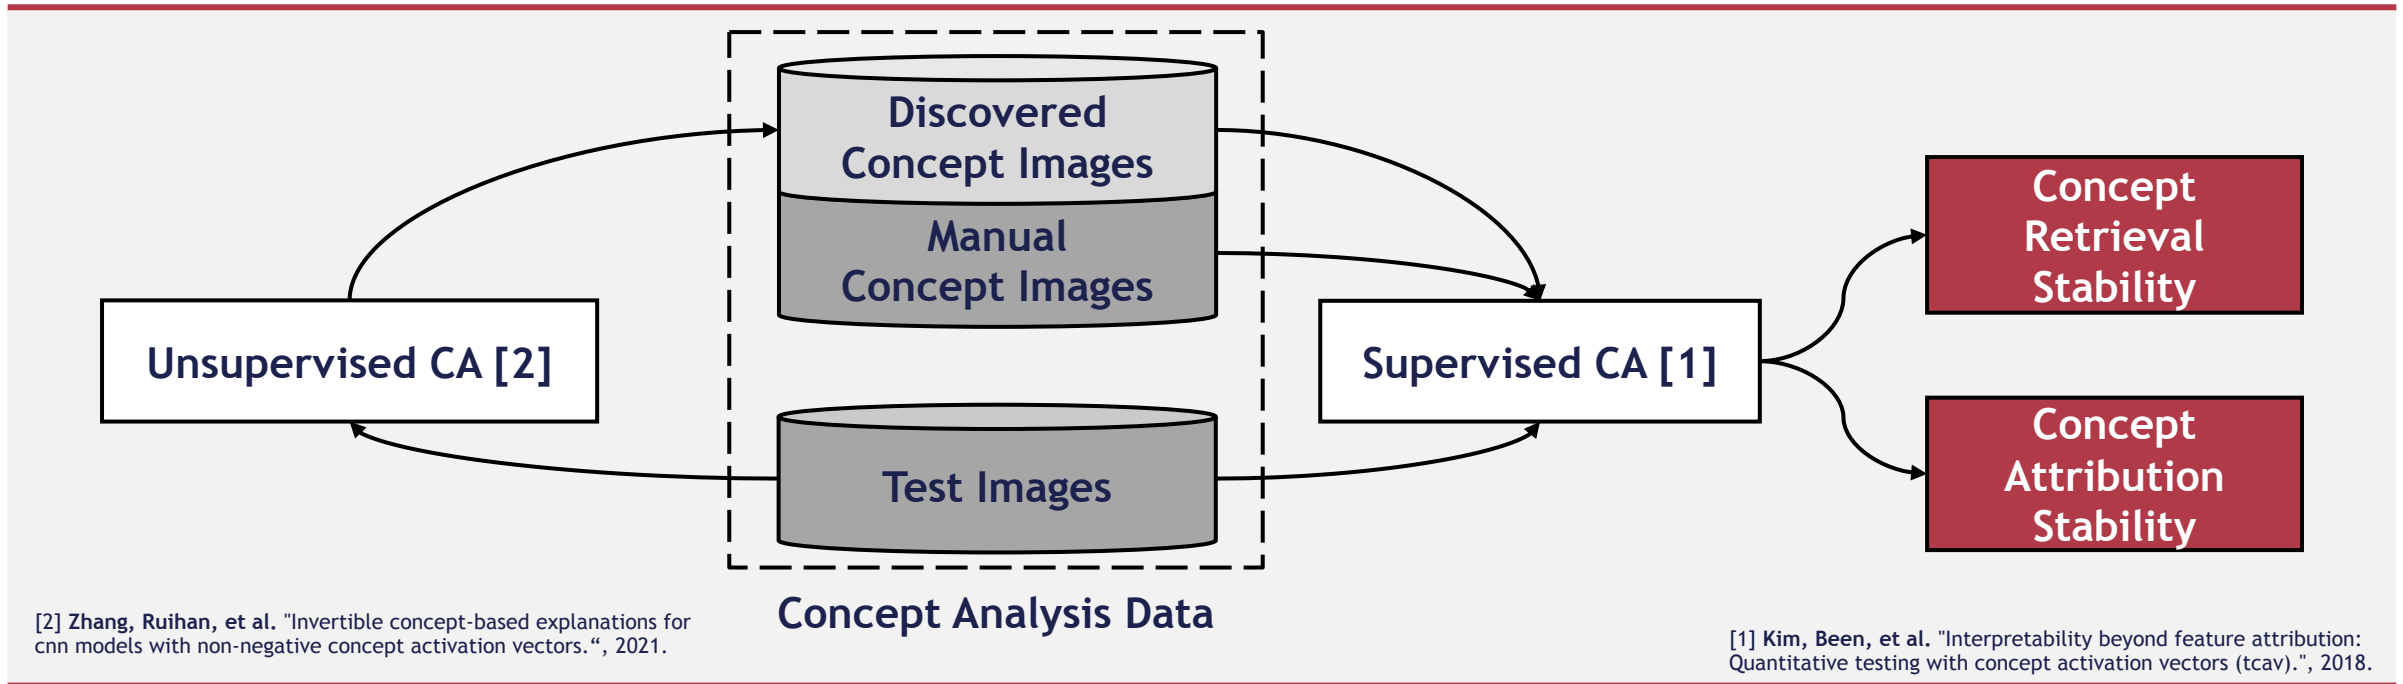 Discovered
Concept Images
Manual
Concept Images
Unsupervised CA [2]
Test Images
Concept Analysis Data
Supervised CA [1]
Concept
Retrieval
Stability
Concept
Attribution
Stability
[2] Zhang, Ruihan, et al. "Invertible concept-based explanations for
cnn models with non-negative concept activation vectors.“, 2021.
[1] Kim, Been, et al. "Interpretability beyond feature attribution:
Quantitative testing with concept activation vectors (tcav).", 2018.